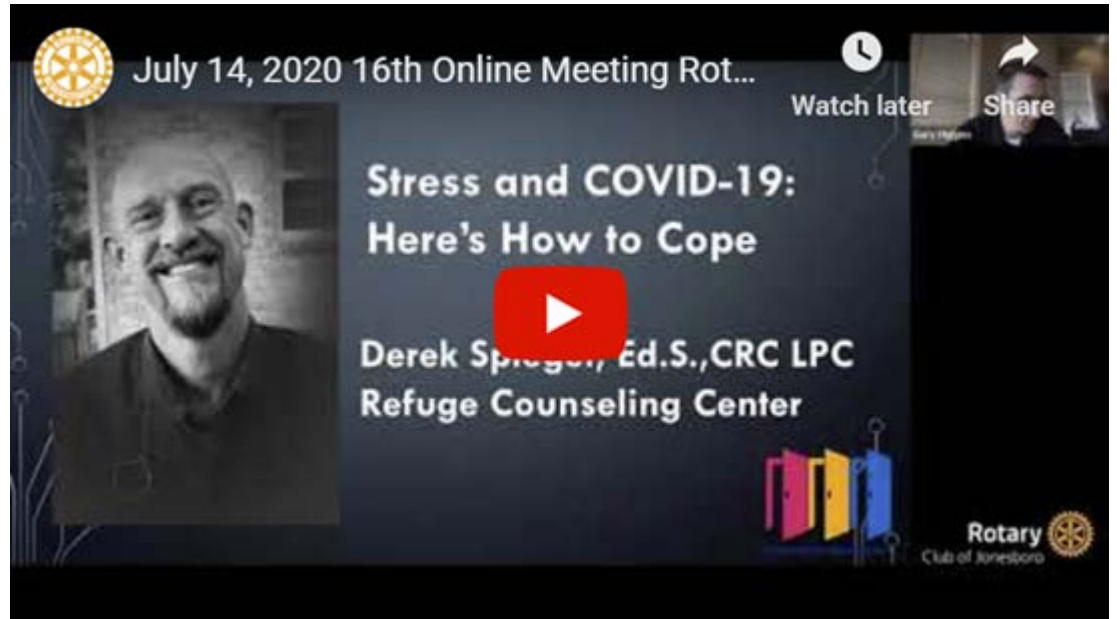 July 14, 2020 16th Online Meeting Rot...
Watch later
Share
Stress and COVID-19:
Here's How to Cope
Ed.S.,CRC LPC
Derek
Refuge Counseling Center
Rotary
Club of Jonesboro